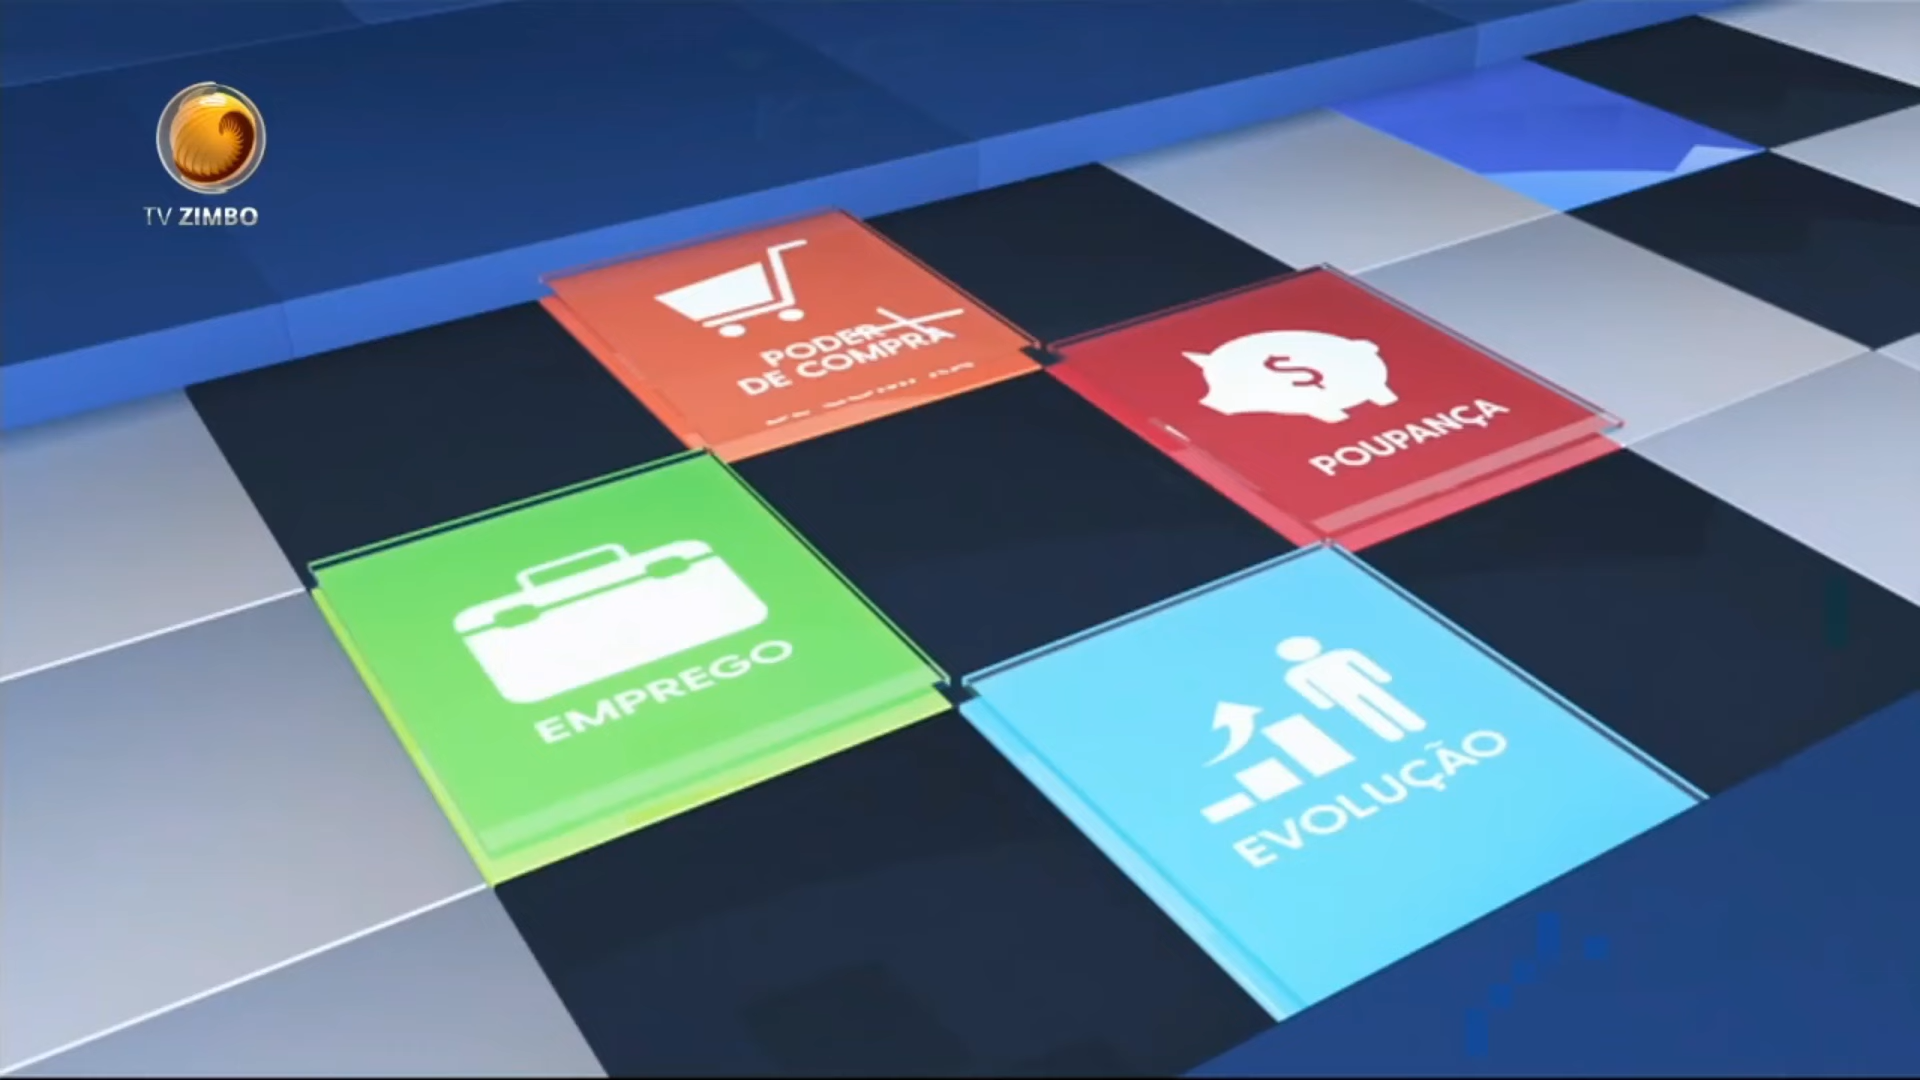 TV ZIMBO
PODER
DE COMPRA
$
POUPANÇA
EMPREGO
EVOLUÇÃO